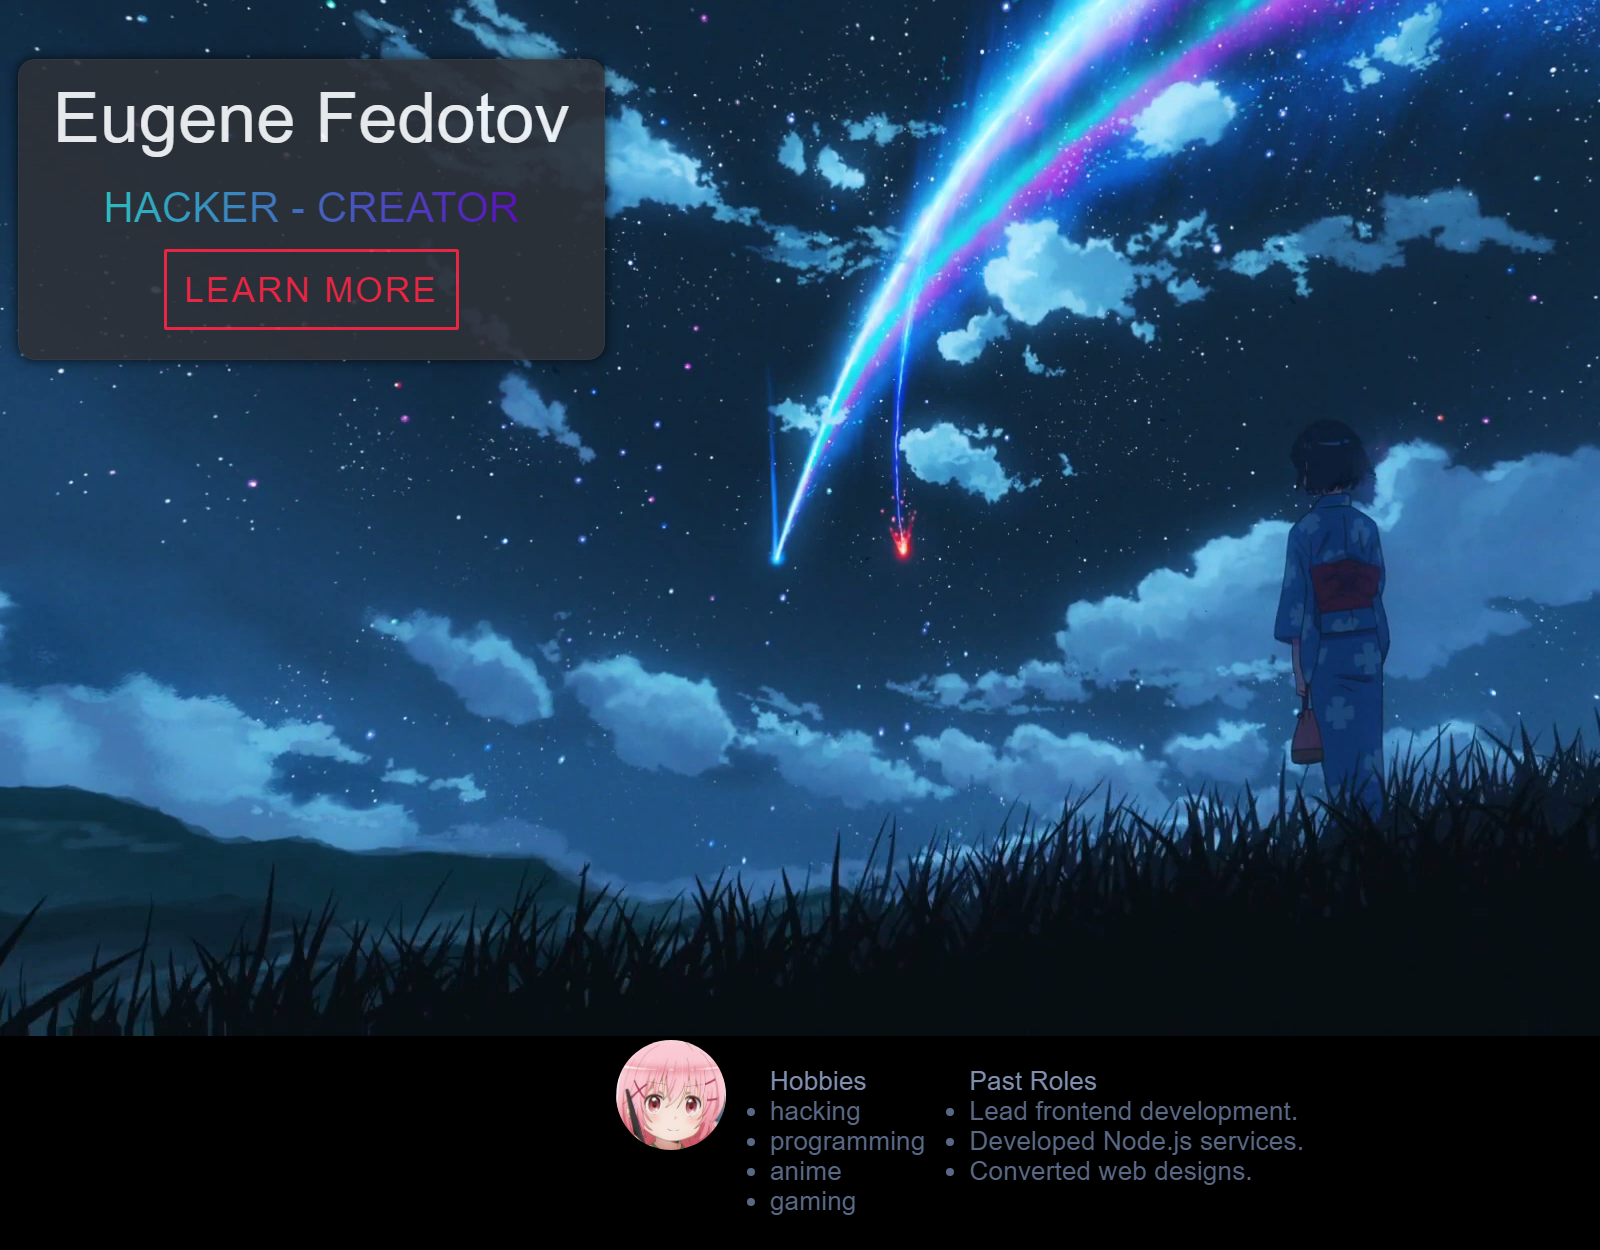 Eugene Fedotov
HACKER - CREATOR
LEARN MORE
Hobbies
hacking
programming
anime
gaming
Past Roles
Lead frontend development.
Developed Node.js services.
Converted web designs.